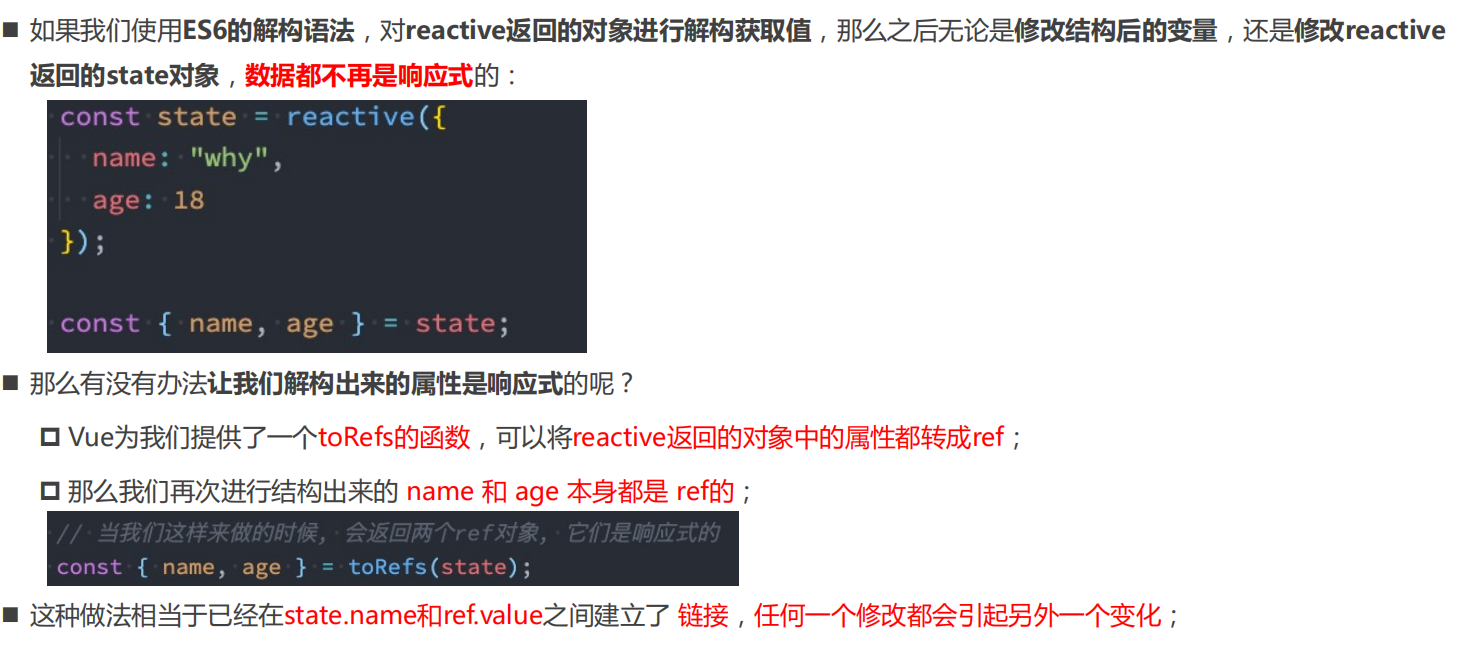 ■ 如果我们使用ES6的解构语法，对reactive返回的对象进行解构获取值，那么之后无论是修改结构后的变量，还是修改reactive
返回的state对象，数据都不再是响应式的：
const state = reactive({
name: "why",
age: 18
});
const { name, age } = state;
■ 那么有没有办法让我们解构出来的属性是响应式的呢？
Vue为我们提供了一个toRefs的函数，可以将reactive返回的对象中的属性都转成ref；
那么我们再次进行结构出来的 name 和 age 本身都是 ref的；
// 当我们这样来做的时候, 会返回两个ref对象, 它们是响应式的
const { name, age } = toRefs(state);
■ 这种做法相当于已经在state.name和ref.value之间建立了 链接，任何一个修改都会引起另外一个变化；